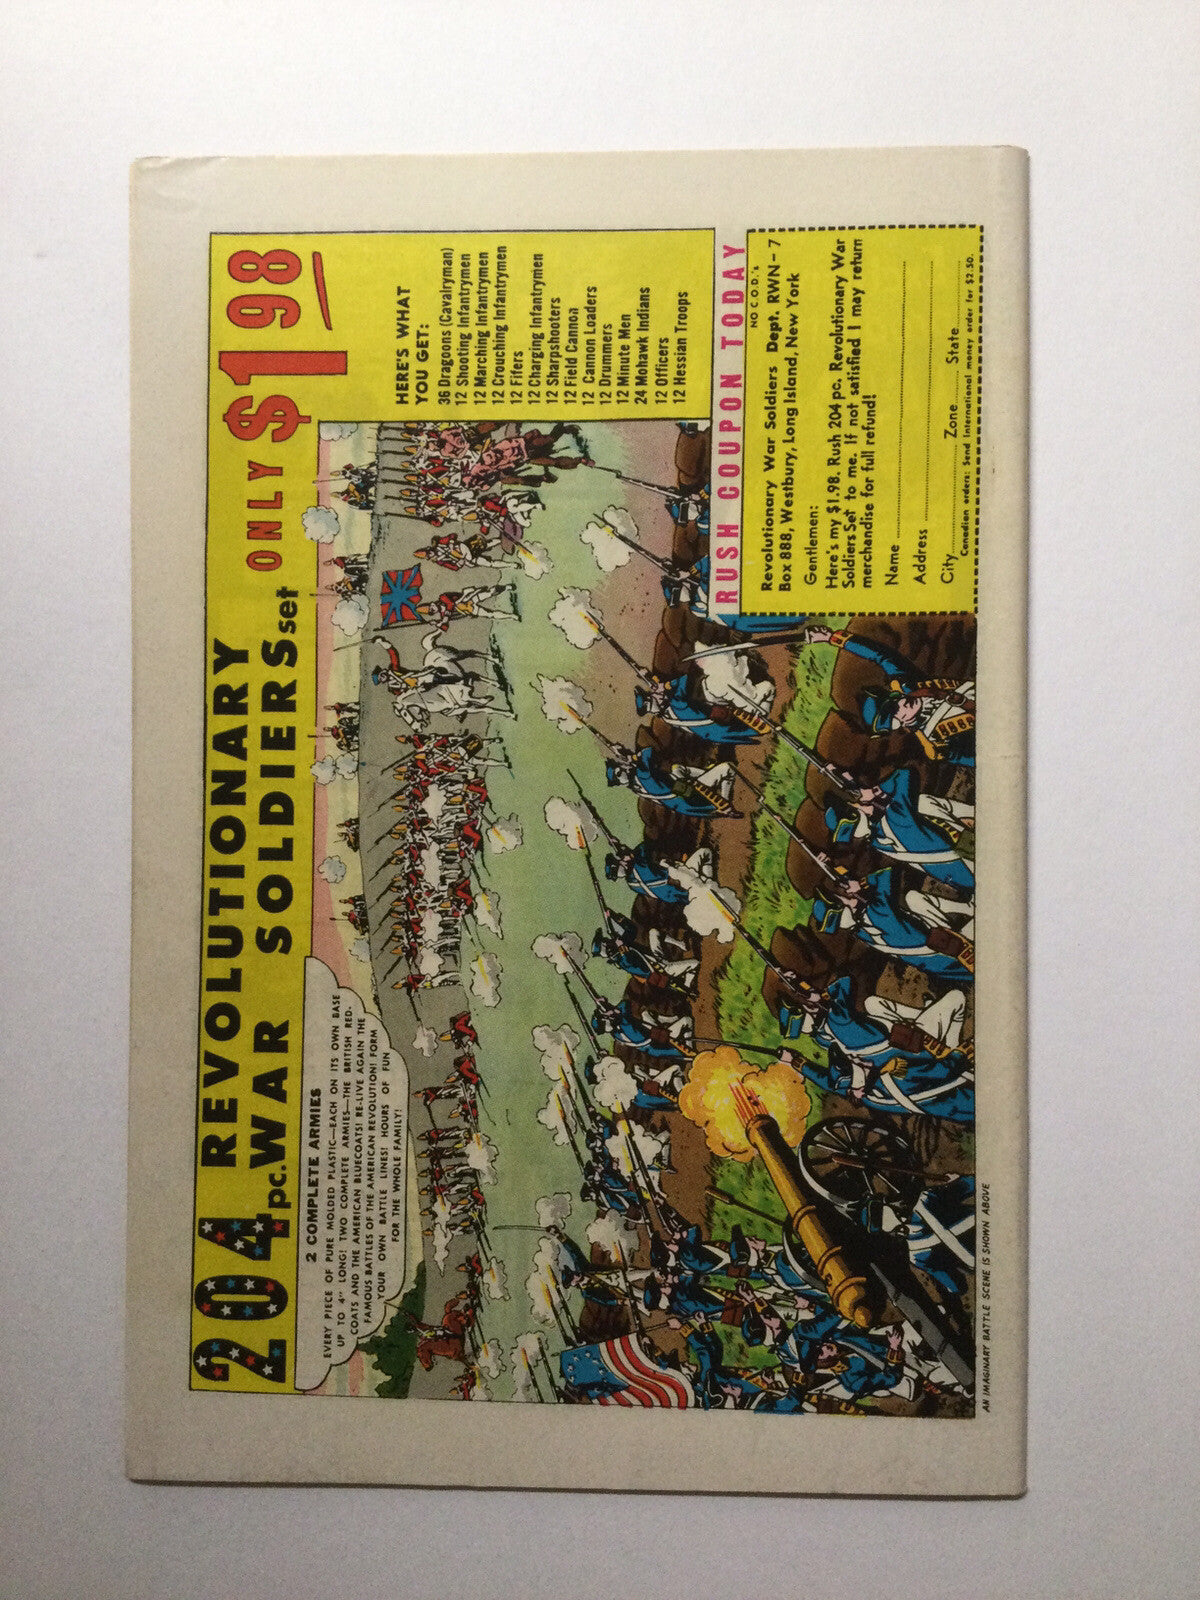 204 REVOLUTIONARY
pc. WAR SOLDIERS set
ONLY $1 98
2 COMPLETE ARMIES
EVERY PIECE OF PURE MOLDED PLASTIC—EACH ON ITS OWN BASE
UP TO 4" LONG! TWO COMPLETE ARMIES—THE BRITISH RED-
COATS AND THE AMERICAN BLUECOATS! RE-LIVE AGAIN THE
FAMOUS BATTLES OF THE AMERICAN REVOLUTION! FORM
YOUR OWN BATTLE LINES! HOURS OF FUN
FOR THE WHOLE FAMILY!
HERE'S WHAT
YOU GET:
36 Dragoons (Cavalryman)
12 Shooting Infantrymen
12 Marching Infantrymen
12 Crouching Infantrymen
12 Fifers
12 Charging Infantrymen
12 Sharpshooters
12 Field Cannon
12 Cannon Loaders
12 Drummers
12 Minute Men
24 Mohawk Indians
12 Officers
12 Hessian Troops
RUSH COUPON TODAY
NO C.O.D.'s
Revolutionary War Soldiers Dept. RWN-7
Box 888, Westbury, Long Island, New York
Gentlemen:
Here's my $1.98. Rush 204 pc. Revolutionary War
Soldiers Set to me. If not satisfied I may return
merchandise for full refund!
Name
Address
City Zone State
Canadian orders: Send International money order for $2.50.
AN IMAGINARY BATTLE SCENE IS SHOWN ABOVE